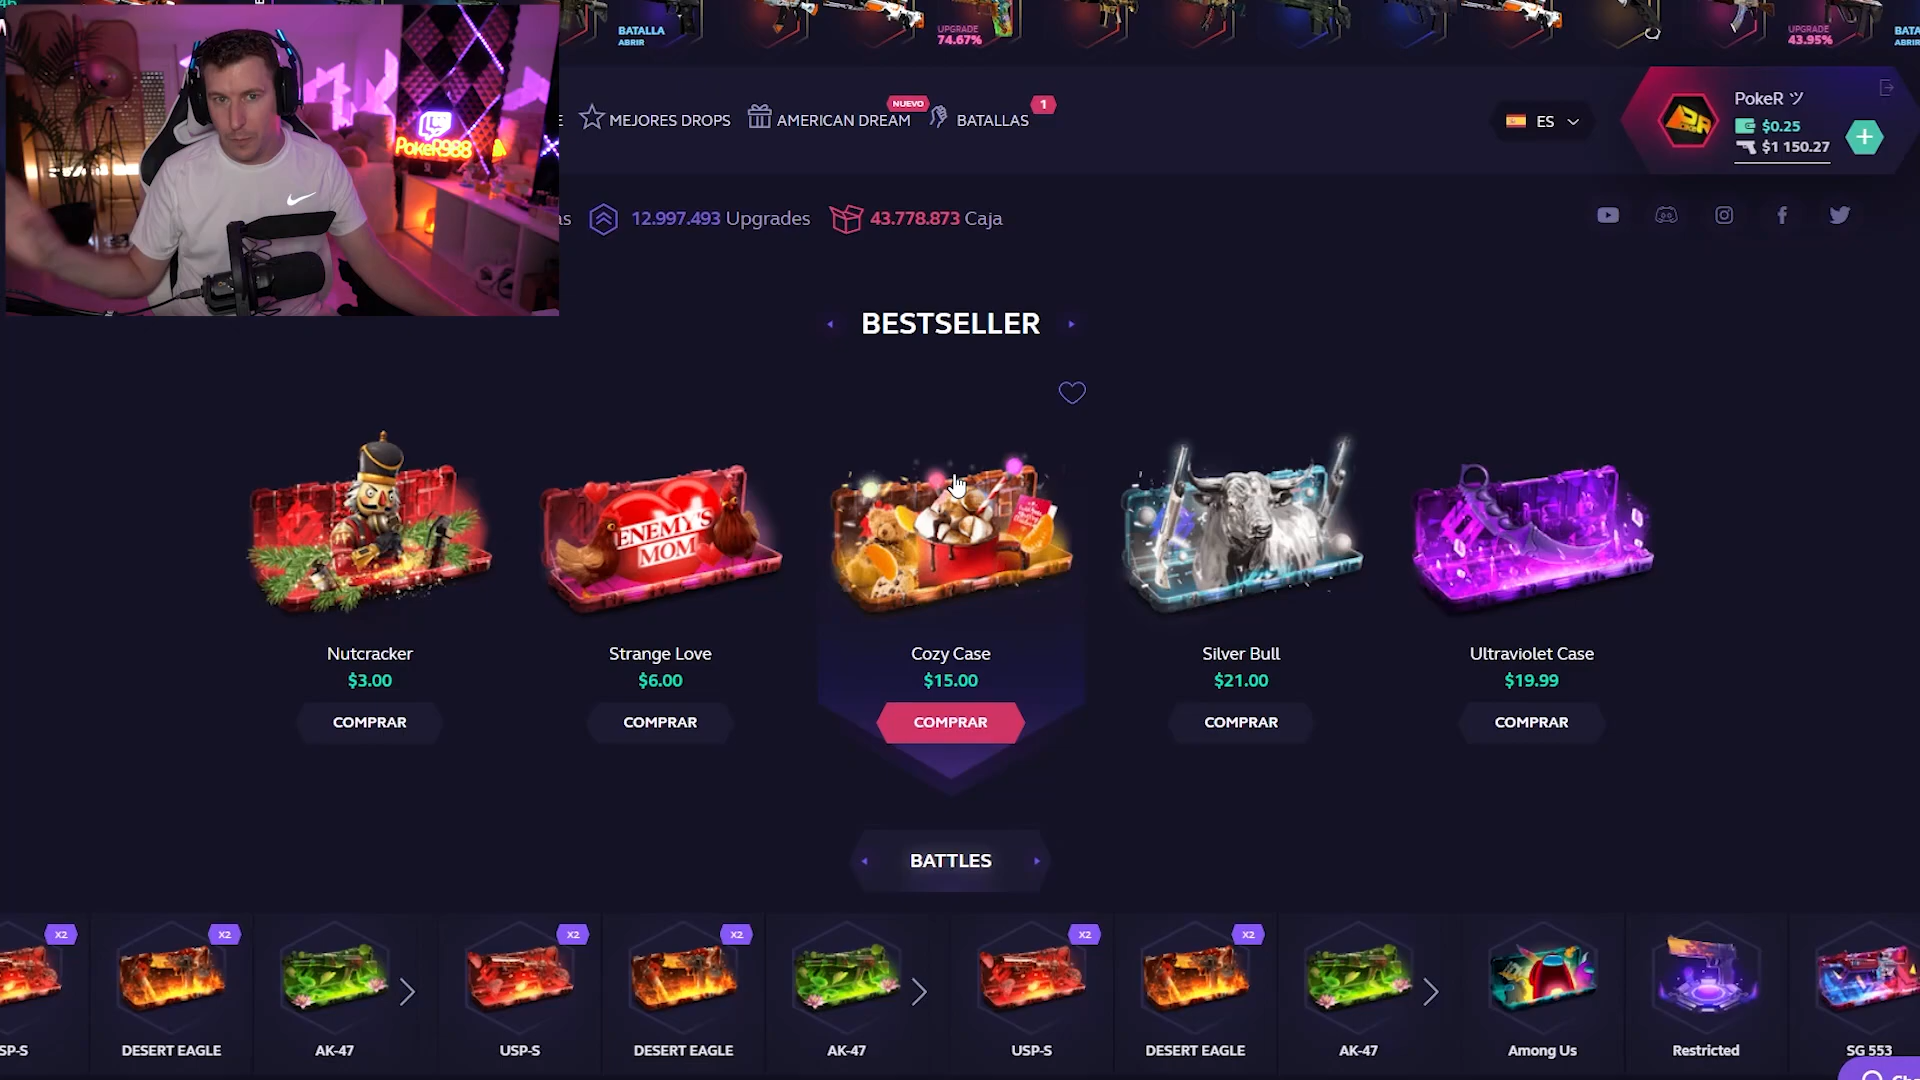 BATALLA
ABRIR
UPGRADE
74.67%
UPGRADE
43.95%
MEJORES DROPS
AMERICAN DREAM
NUEVO
BATALLAS
1
ES
PokeR ツ
$0.25
$1 150.27
PokeR988
12.997.493 Upgrades
43.778.873 Caja
BESTSELLER
ENEMY'S
MOM
Nutcracker
$3.00
COMPRAR
Strange Love
$6.00
COMPRAR
Cozy Case
$15.00
COMPRAR
Silver Bull
$21.00
COMPRAR
Ultraviolet Case
$19.99
COMPRAR
BATTLES
X2
X2
X2
X2
X2
X2
DESERT EAGLE
AK-47
USP-S
DESERT EAGLE
AK-47
USP-S
DESERT EAGLE
AK-47
Among Us
Restricted
SG 553